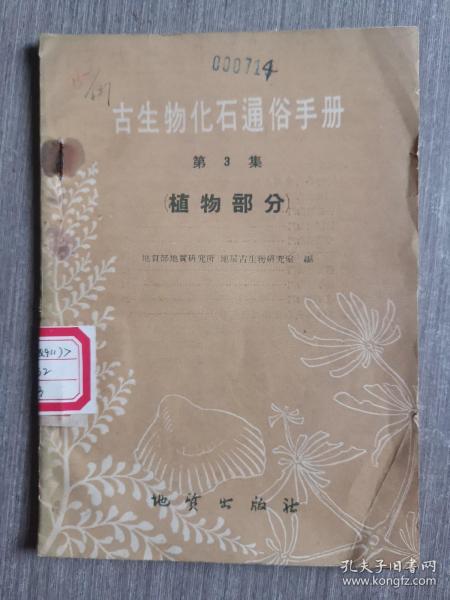 000714
古生物化石通俗手册
第 3 集
(植物部分)
地質部地質研究所 地层古生物研究室 編
地质出版社
孔夫子旧书网
www.kongfz.com